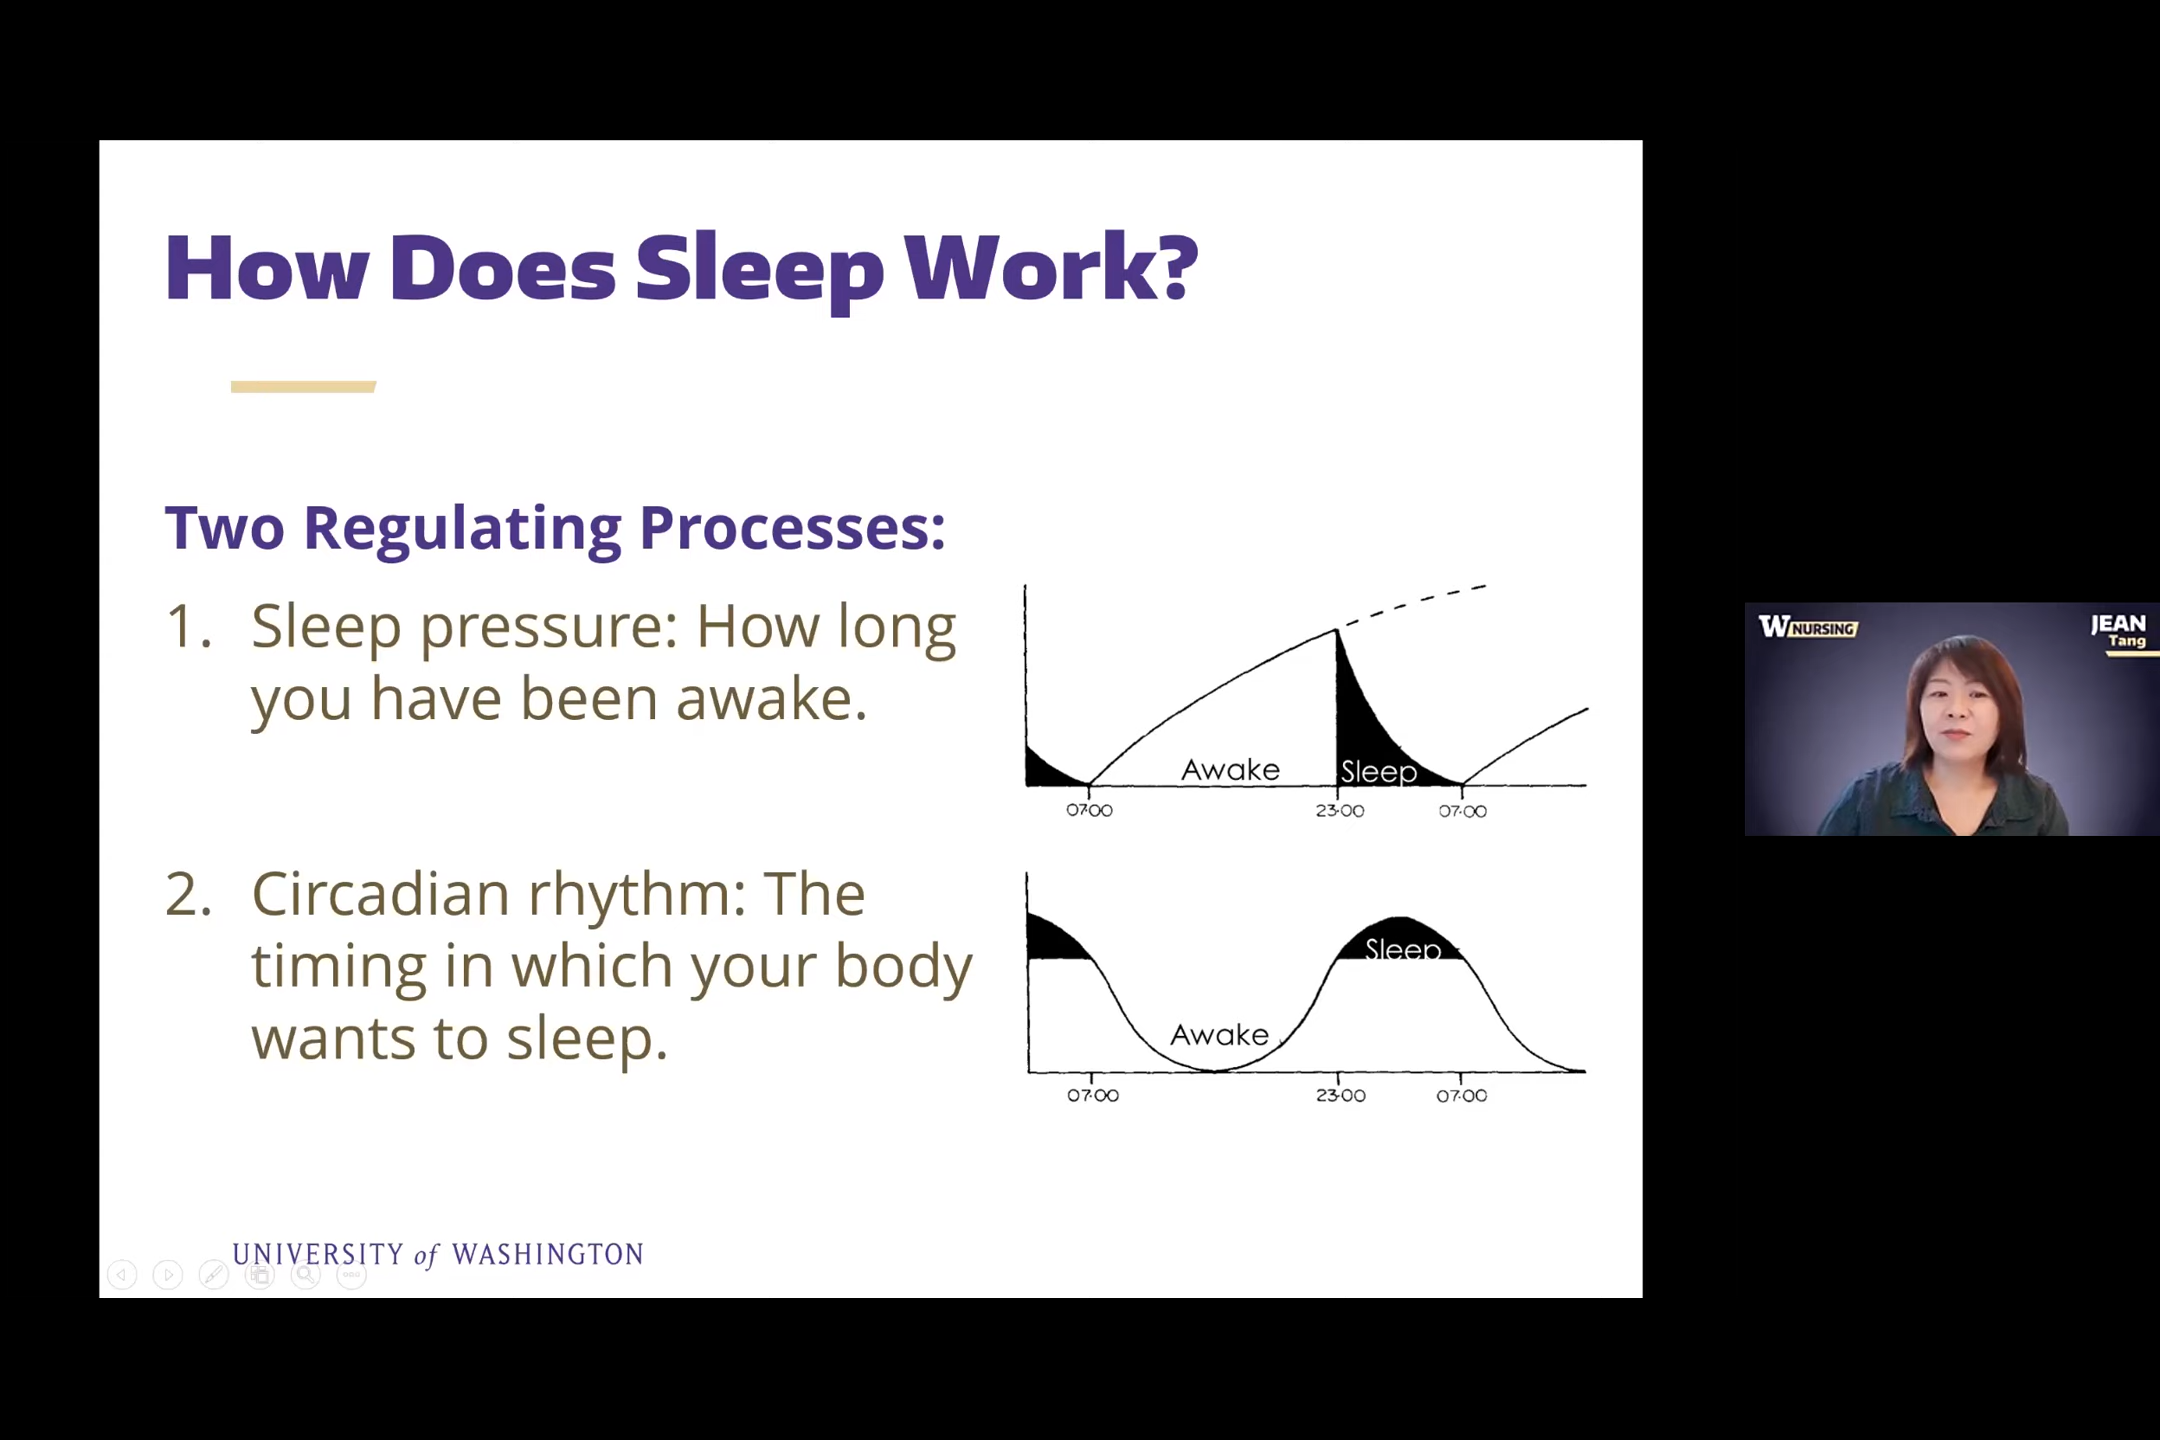 How Does Sleep Work?
Two Regulating Processes:
1. Sleep pressure: How long
you have been awake.
Awake
Sleep
07:00
23:00
07:00
2. Circadian rhythm: The
timing in which your body
wants to sleep.
Sleep
Awake
07:00
23:00
07:00
UNIVERSITY of WASHINGTON
W NURSING
JEAN
Tang